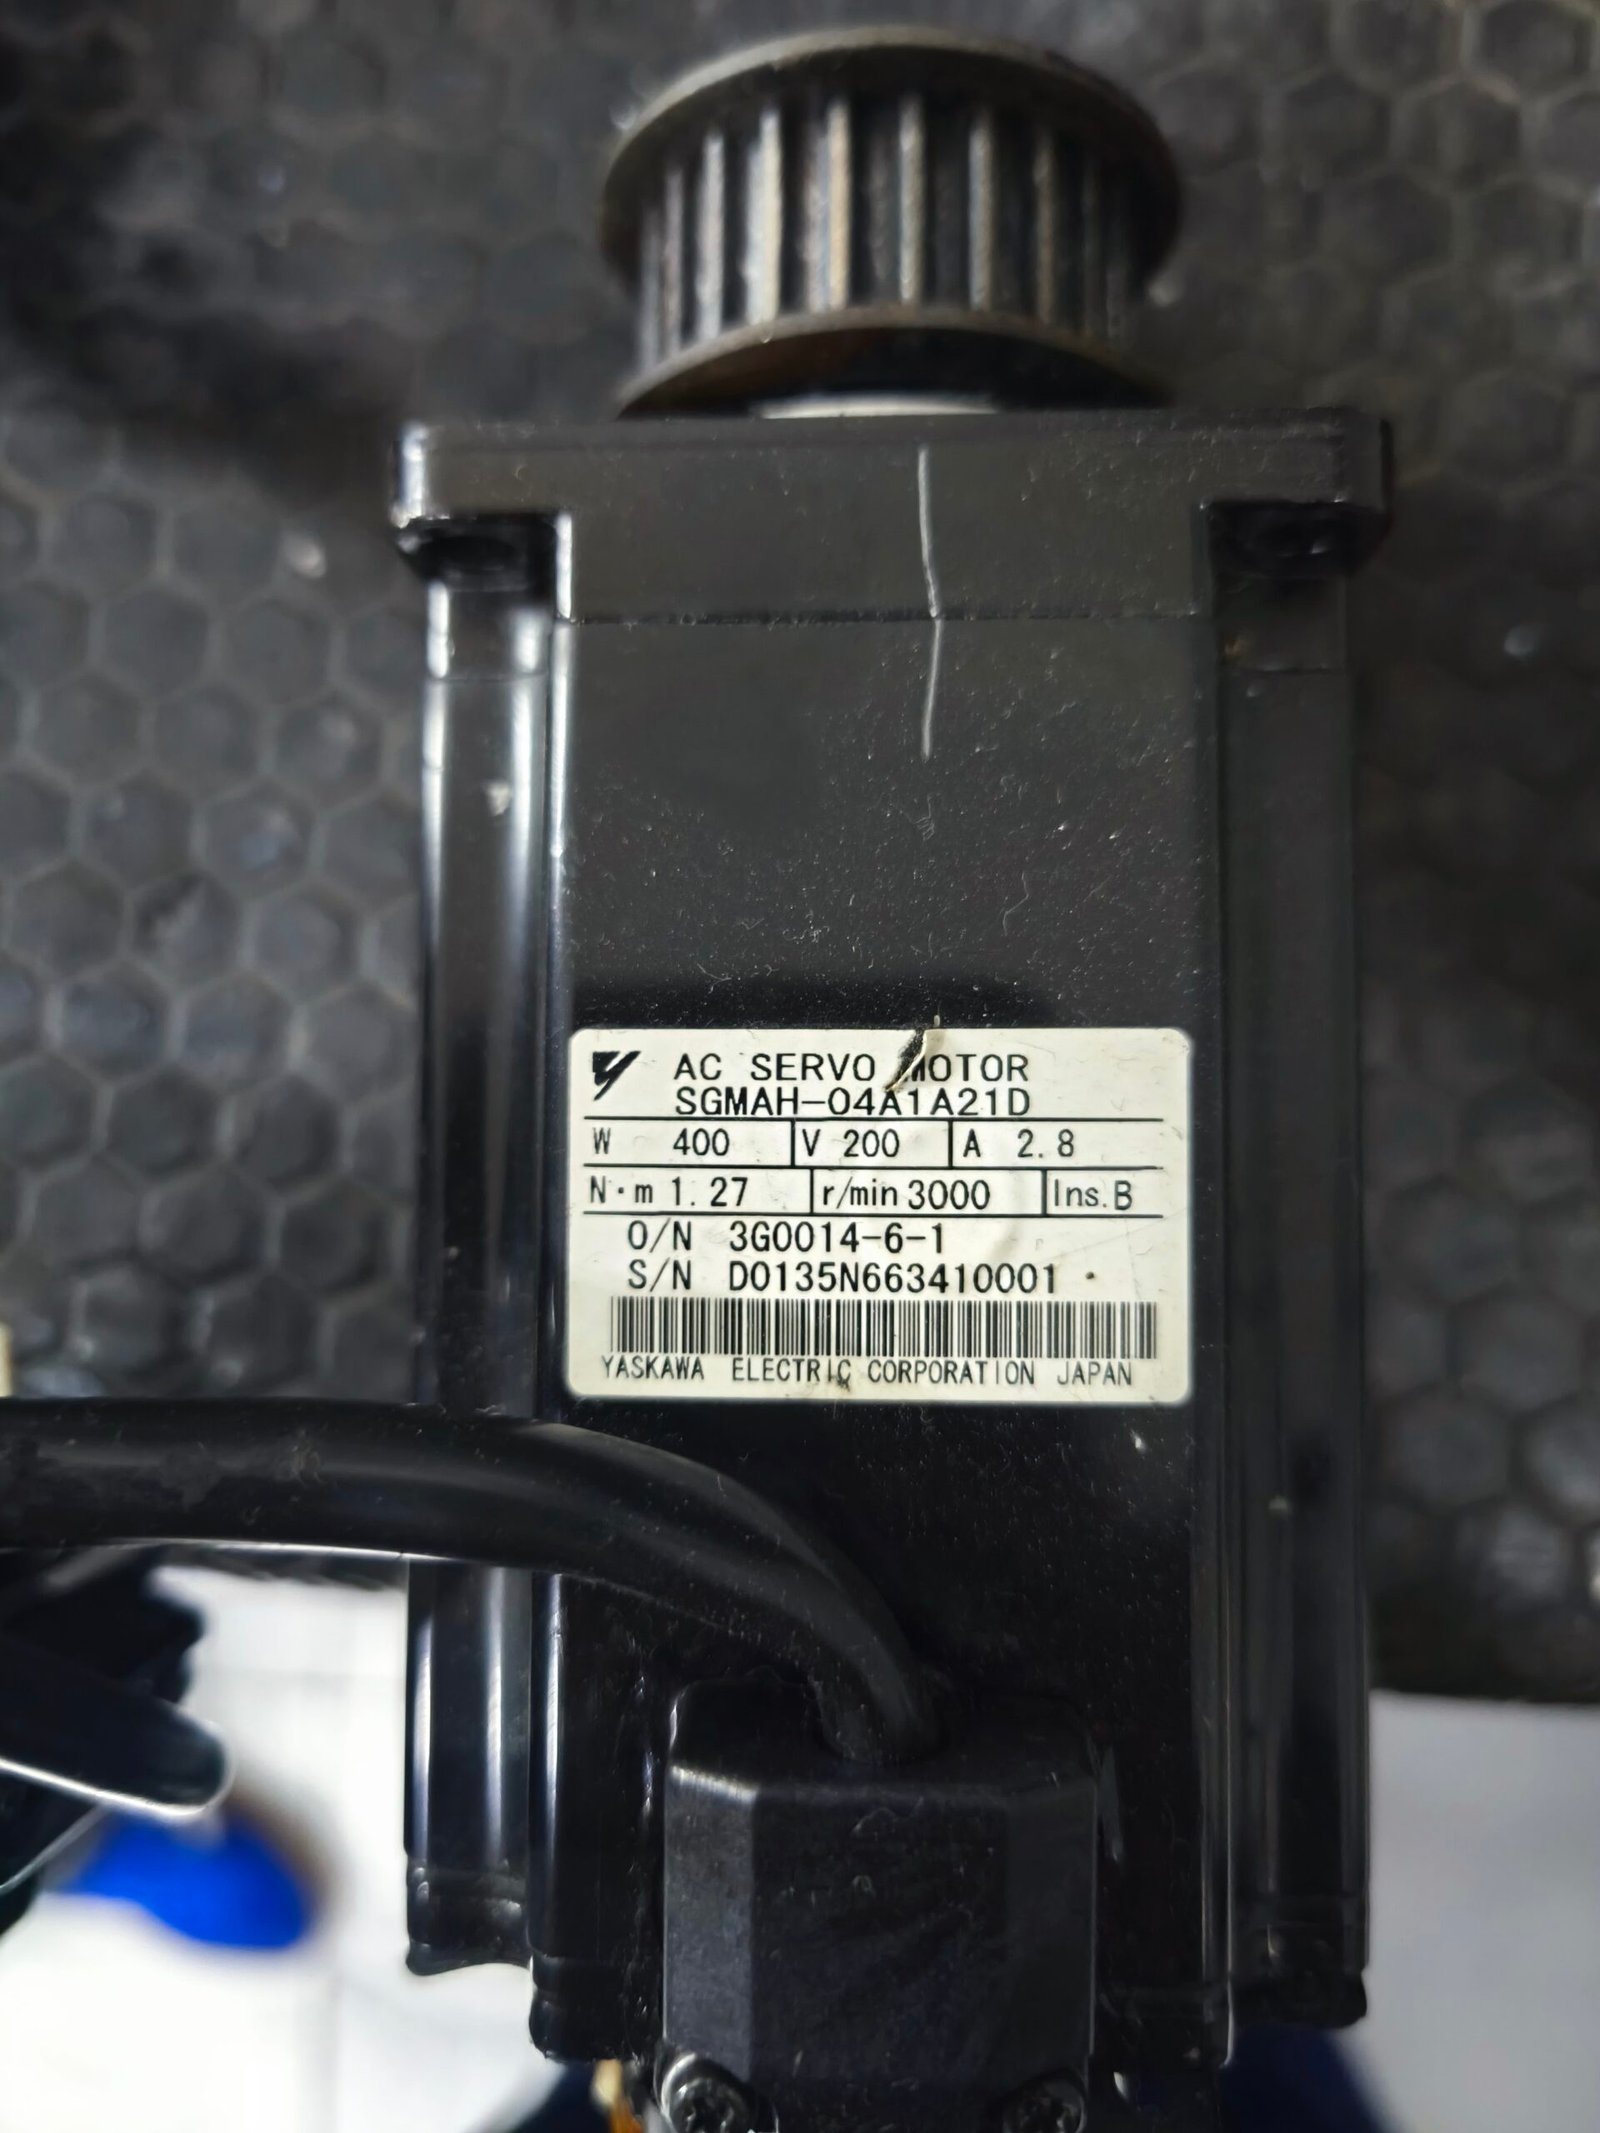 AC SERVO MOTOR
SGMAH-04A1A21D
W 400 V 200 A 2.8
N·m 1.27 r/min 3000 Ins.B
O/N 3G0014-6-1
S/N D0135N663410001
YASKAWA ELECTRIC CORPORATION JAPAN